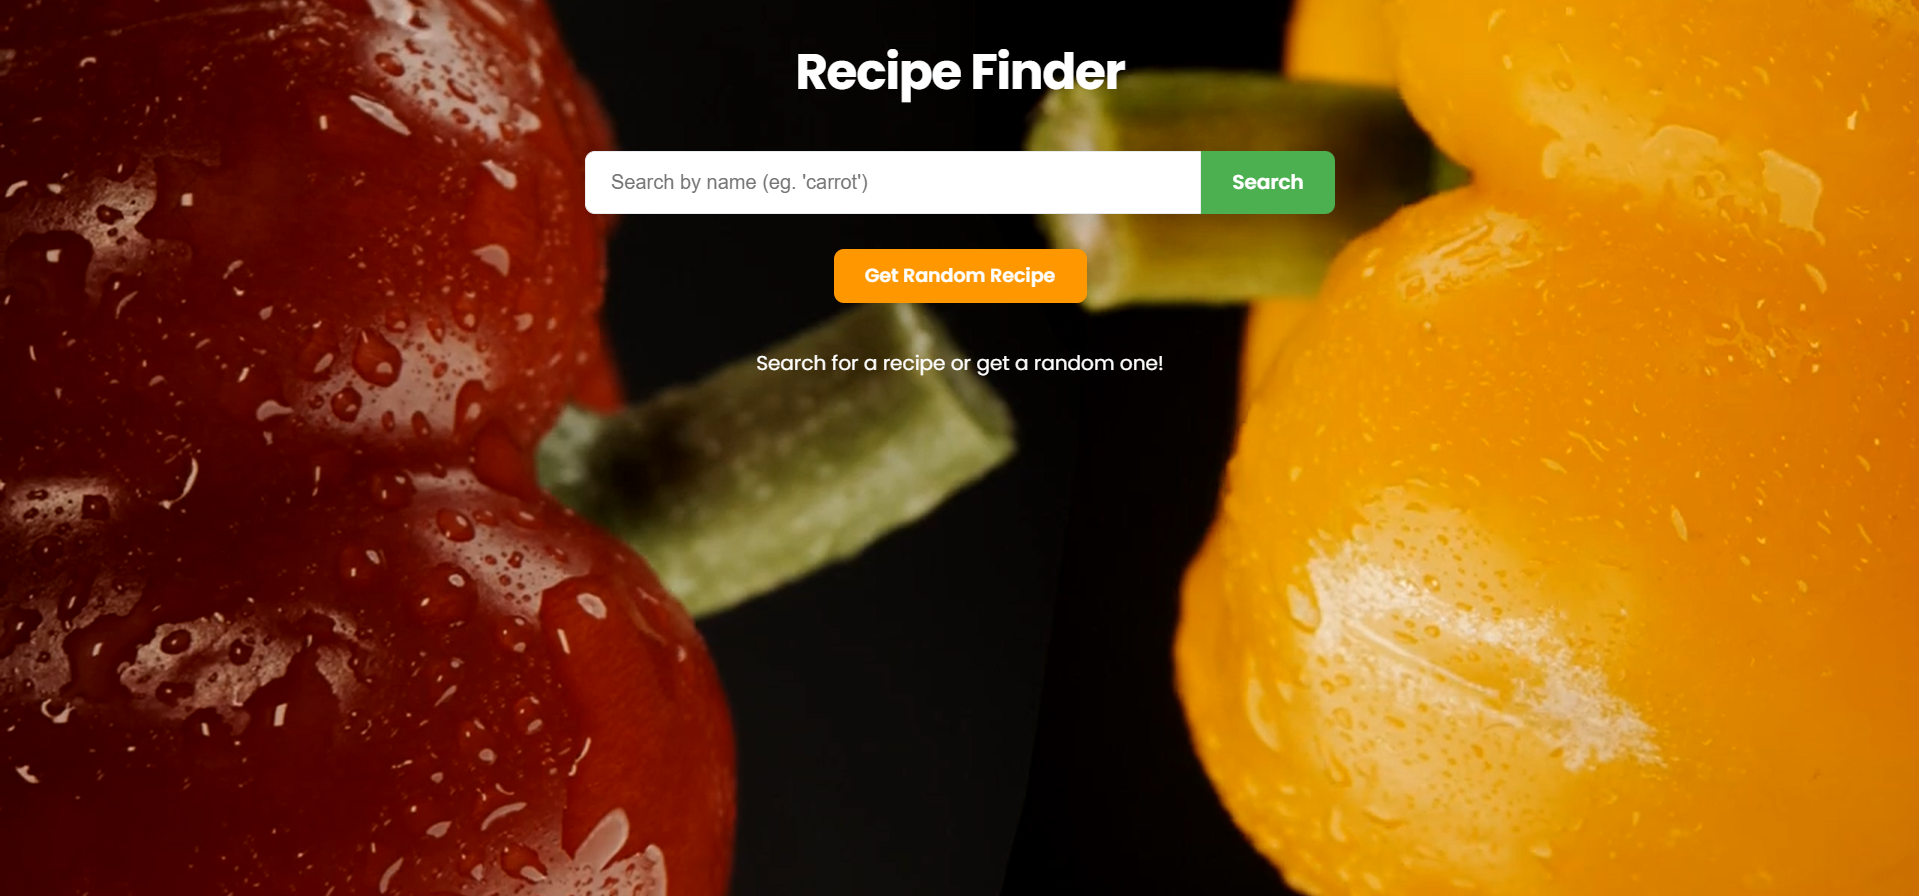 Recipe Finder
Search by name (eg. 'carrot')
Search
Get Random Recipe
Search for a recipe or get a random one!